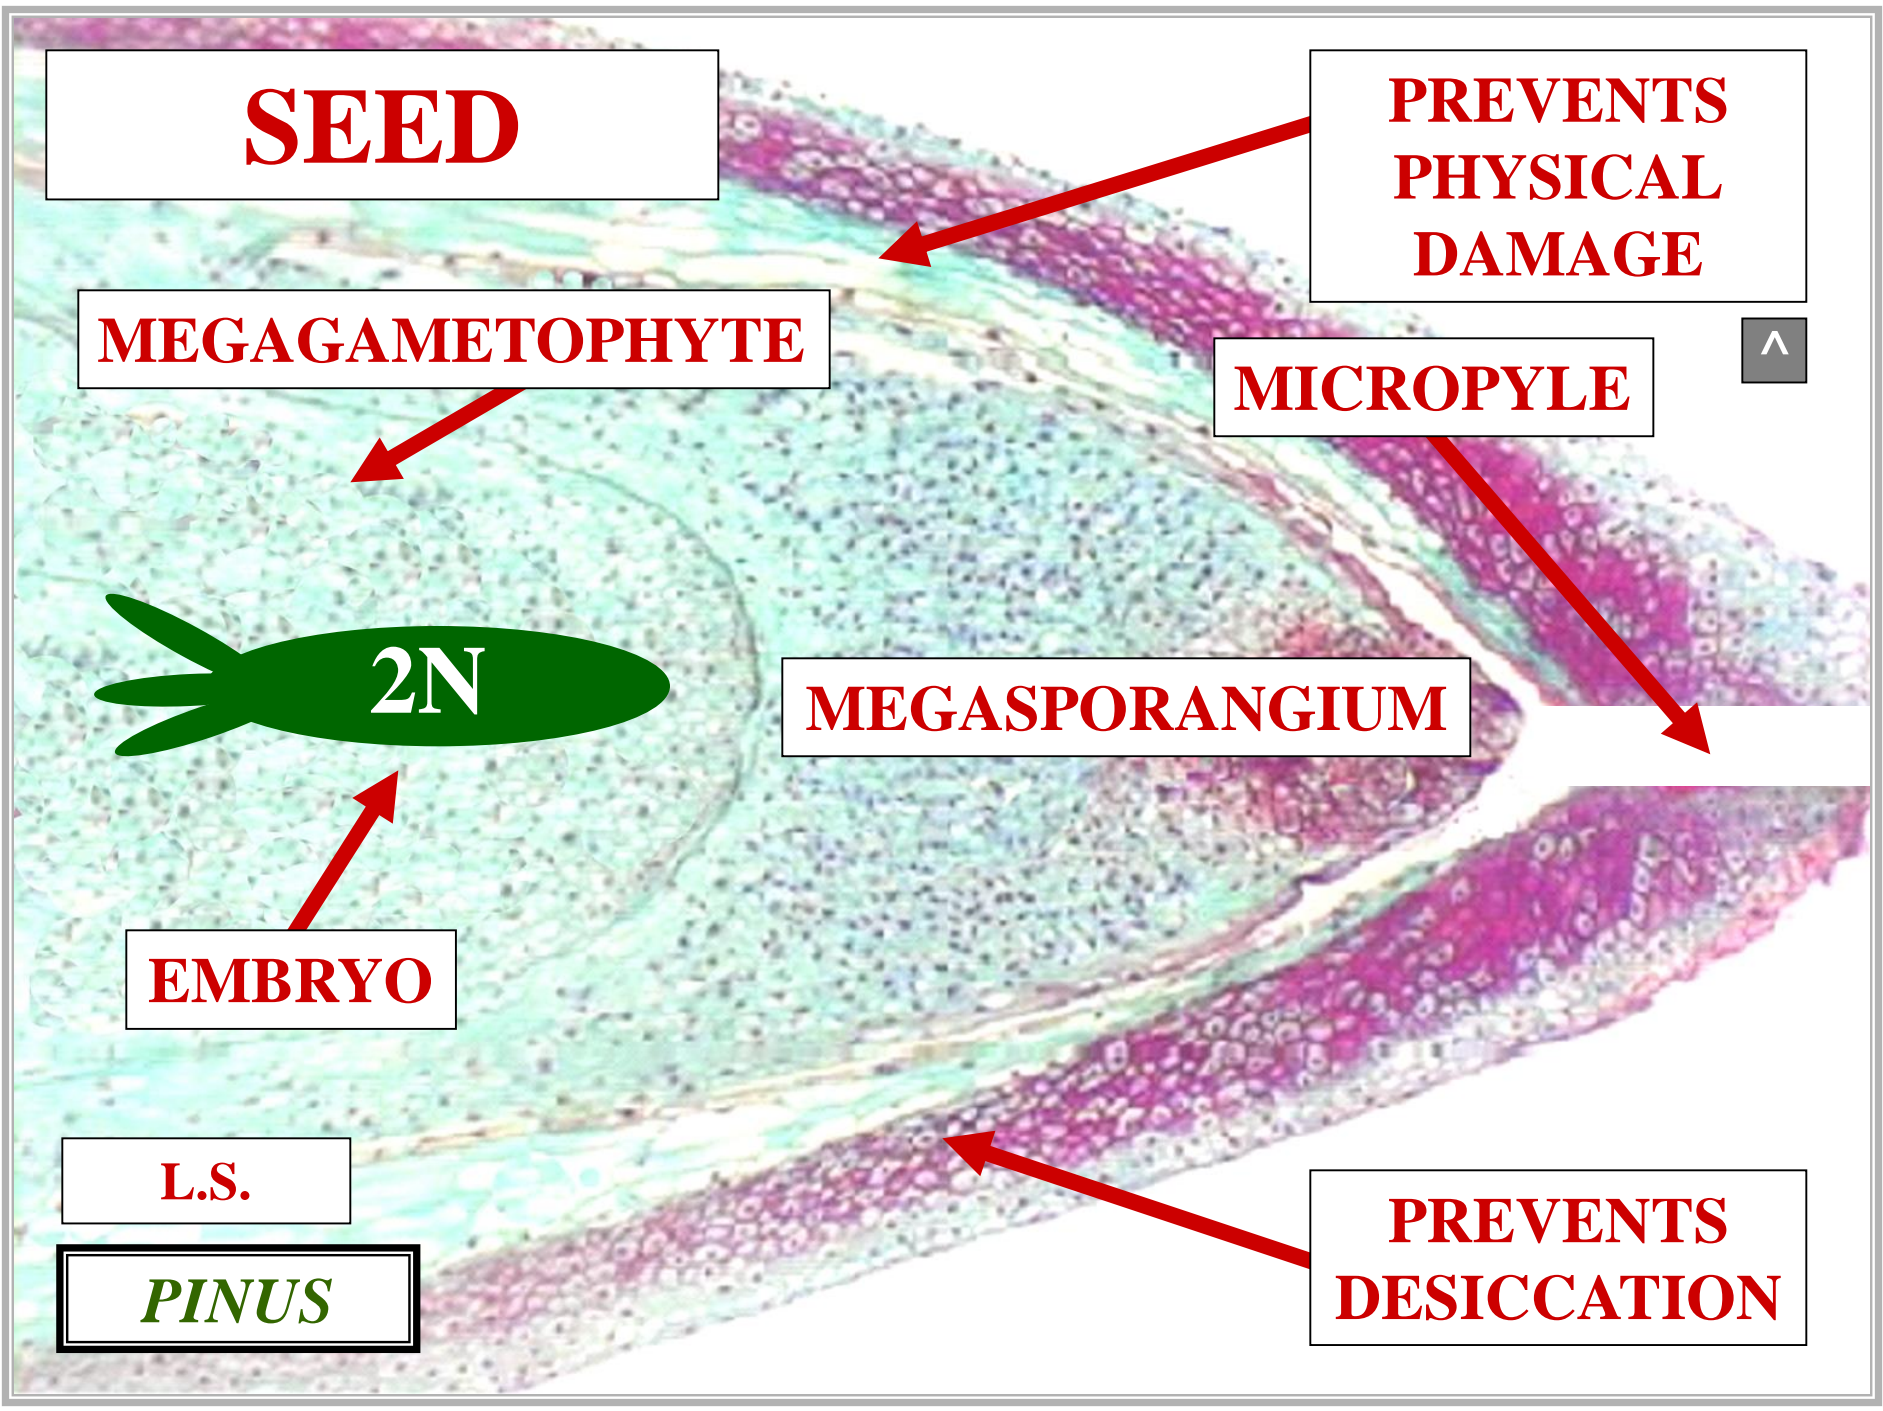 SEED
PREVENTS
PHYSICAL
DAMAGE
^
MEGAGAMETOPHYTE
MICROPYLE
2N
MEGASPORANGIUM
EMBRYO
L.S.
PINUS
PREVENTS
DESICCATION